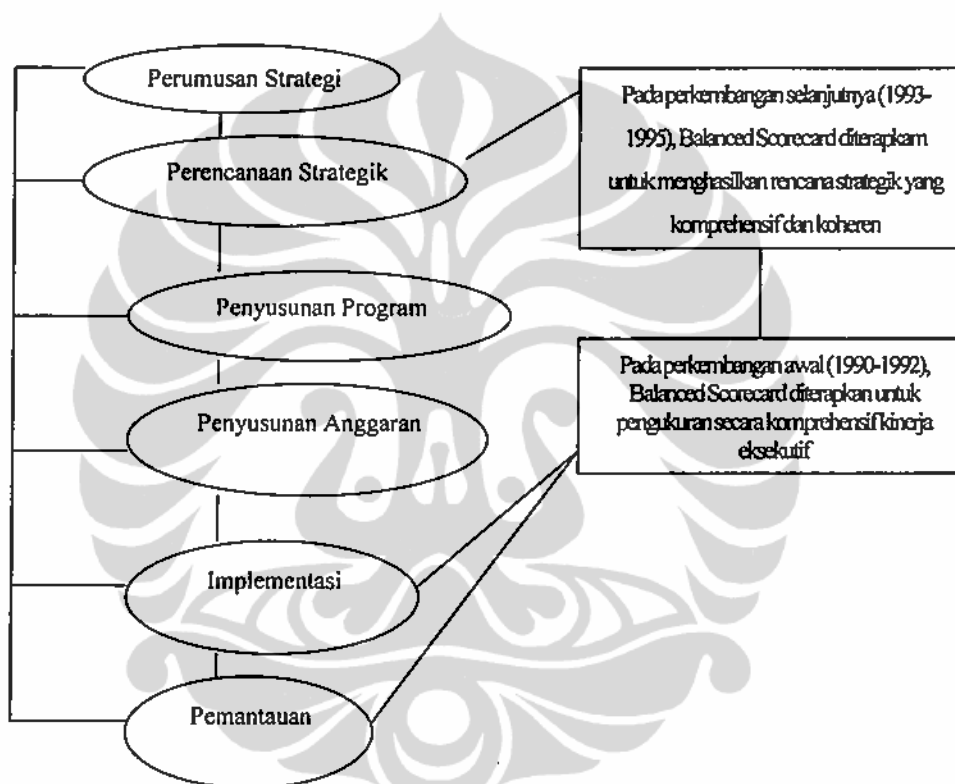 Perumusan Strategi
Perencanaan Strategik
Penyusunan Program
Penyusunan Anggaran
Implementasi
Pemantauan
Pada perkembangan selanjutnya (1993-
1995), Balanced Scorecard diterapkam
untuk menghasilkan rencana strategik yang
komprehensif dan koheren
Pada perkembangan awal (1990-1992),
Balanced Scorecard diterapkan untuk
pengukuran secara komprehensif kinerja
eksekutif